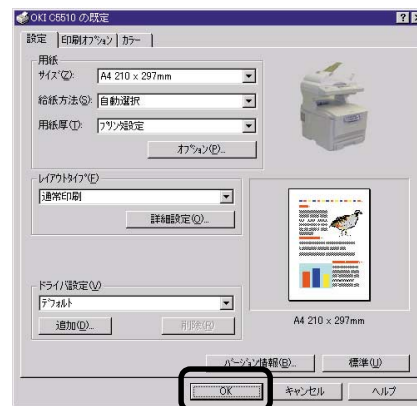 OKI C5510 の既定
設定 印刷オプション カラー
用紙
サイズ(Z): A4 210 x 297mm
給紙方法(S): 自動選択
用紙厚(T): プリンタ設定
オプション(P)...
レイアウトタイプ(F)
通常印刷
詳細設定(O)...
ドライバ設定(V)
デフォルト
追加(D)... 削除(R)
A4 210 x 297mm
バージョン情報(B)... 標準(U)
OK キャンセル ヘルプ